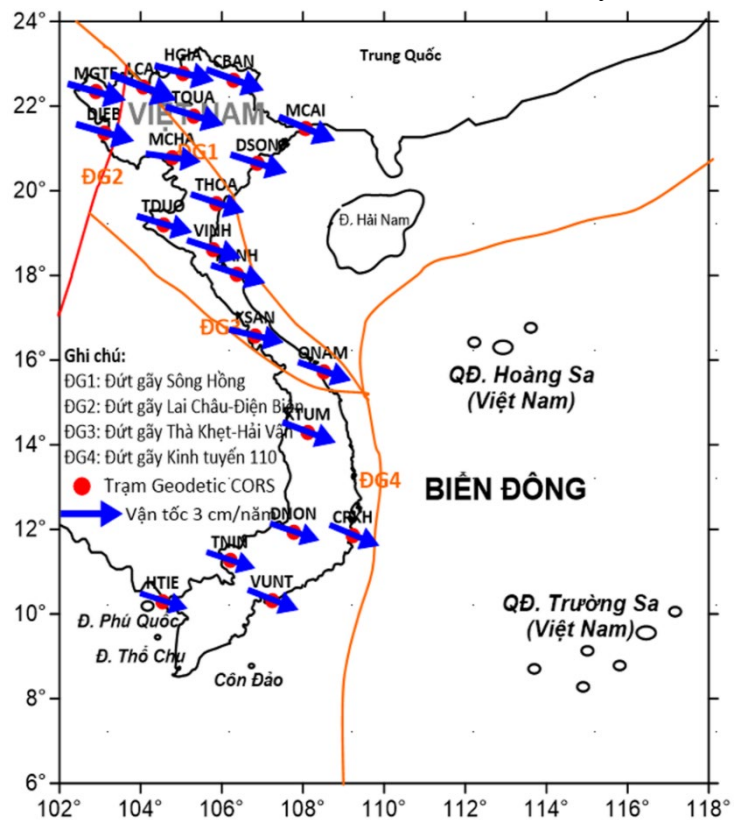 24°
22°
20°
18°
16°
14°
12°
10°
8°
6°
102° 104° 106° 108° 110° 112° 114° 116° 118°
Trung Quốc
HGIA
CBAN
MGTE
LCAI
TQUA
VIỆT NAM
MCAI
DIEB
MCHA
ĐG1
DSON
ĐG2
THOA
TDUO
VINH
Đ. Hải Nam
XSAN
QNAM
Ghi chú:
ĐG1: Đứt gãy Sông Hồng
ĐG2: Đứt gãy Lai Châu-Điện Biên
ĐG3: Đứt gãy Thà Khẹt-Hải Vân
ĐG4: Đứt gãy Kinh tuyến 110
Trạm Geodetic CORS
Vận tốc 3 cm/năm
QĐ. Hoàng Sa
(Việt Nam)
KTUM
ĐG4
BIỂN ĐÔNG
DNON
CRXH
TNIN
HTIE
VUNT
Đ. Phú Quốc
Đ. Thổ Chu
Côn Đảo
QĐ. Trường Sa
(Việt Nam)